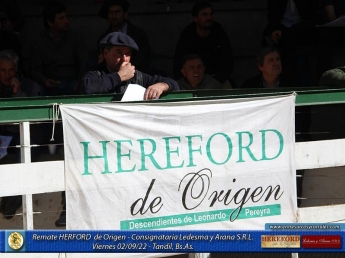 HEREFORD
de Origen
Descendientes de Leonardo Pereyra
Remate HERFORD de Origen - Consignataria Ledesma y Arana S.R.L.
Viernes 02/09/22 - Tandil, Bs.As.
HEREFORD